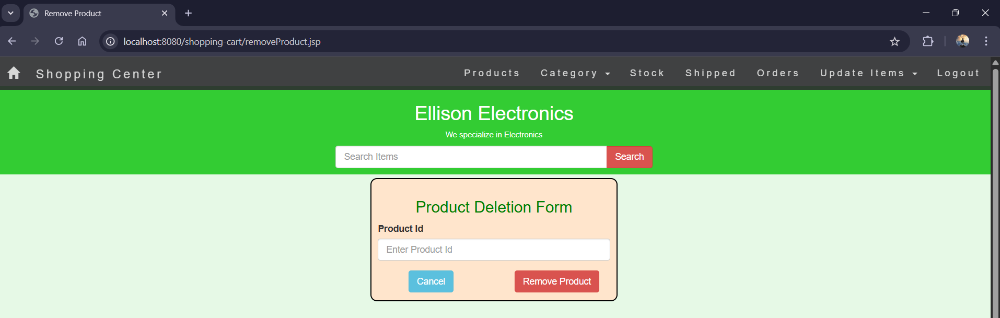 Remove Product
localhost:8080/shopping-cart/removeProduct.jsp
Shopping Center Products Category Stock Shipped Orders Update Items Logout
Ellison Electronics
We specialize in Electronics
Search Items Search
Product Deletion Form
Product Id
Enter Product Id
Cancel Remove Product